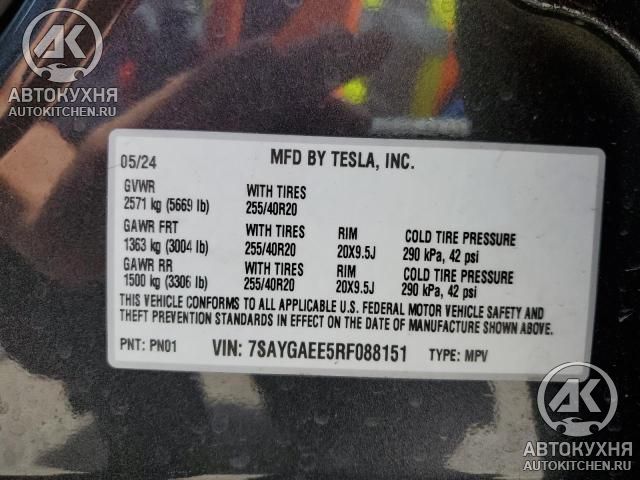 АК
АВТОКУХНЯ
AUTOKITCHEN.RU
05/24 MFD BY TESLA, INC.
GVWR WITH TIRES
2571 kg (5669 lb) 255/40R20
GAWR FRT WITH TIRES RIM COLD TIRE PRESSURE
1363 kg (3004 lb) 255/40R20 20X9.5J 290 kPa, 42 psi
GAWR RR WITH TIRES RIM COLD TIRE PRESSURE
1500 kg (3306 lb) 255/40R20 20X9.5J 290 kPa, 42 psi
THIS VEHICLE CONFORMS TO ALL APPLICABLE U.S. FEDERAL MOTOR VEHICLE SAFETY AND
THEFT PREVENTION STANDARDS IN EFFECT ON THE DATE OF MANUFACTURE SHOWN ABOVE.
PNT: PN01 VIN: 7SAYGAEE5RF088151 TYPE: MPV
АК
АВТОКУХНЯ
AUTOKITCHEN.RU